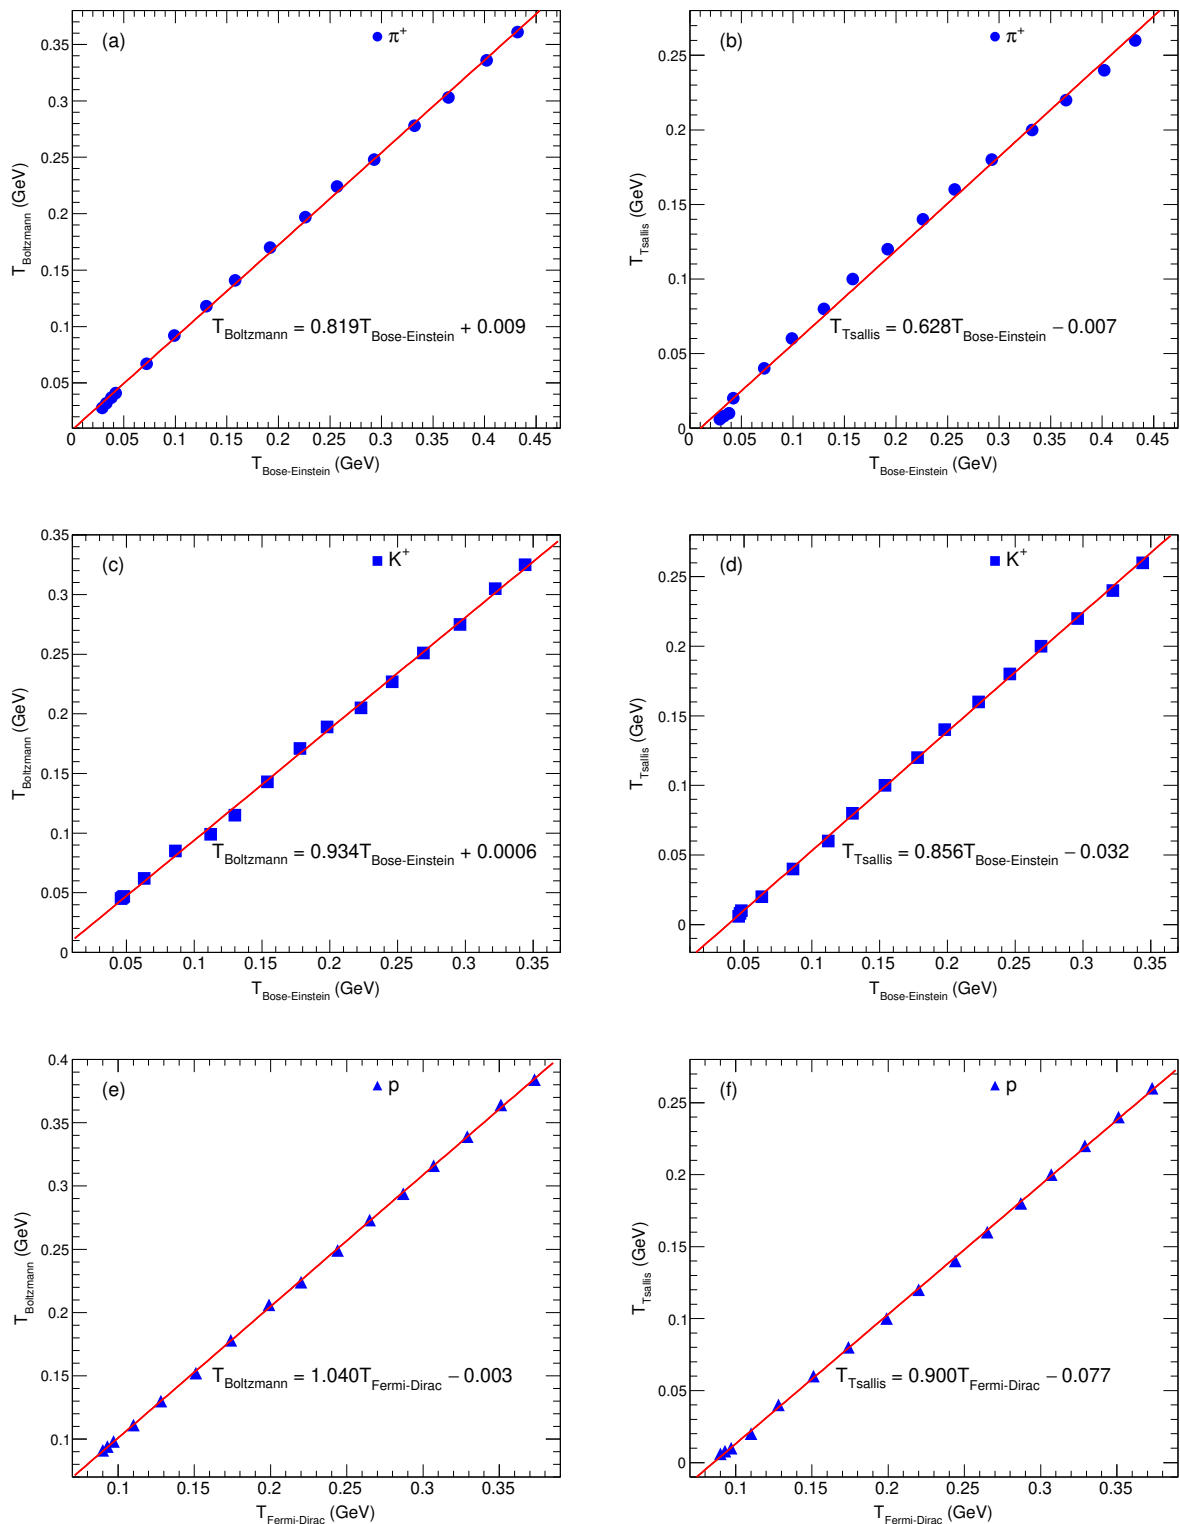 (a)
π+
0.35
0.3
0.25
0.2
0.15
0.1
0.05
T_Boltzmann (GeV)
T_Boltzmann = 0.819T_Bose-Einstein + 0.009
0 0.05 0.1 0.15 0.2 0.25 0.3 0.35 0.4 0.45
T_Bose-Einstein (GeV)
(b)
π+
0.25
0.2
0.15
0.1
0.05
0
T_Tsallis (GeV)
T_Tsallis = 0.628T_Bose-Einstein − 0.007
0 0.05 0.1 0.15 0.2 0.25 0.3 0.35 0.4 0.45
T_Bose-Einstein (GeV)
(c)
K+
0.35
0.3
0.25
0.2
0.15
0.1
0.05
0
T_Boltzmann (GeV)
T_Boltzmann = 0.934T_Bose-Einstein + 0.0006
0.05 0.1 0.15 0.2 0.25 0.3 0.35
T_Bose-Einstein (GeV)
(d)
K+
0.25
0.2
0.15
0.1
0.05
0
T_Tsallis (GeV)
T_Tsallis = 0.856T_Bose-Einstein − 0.032
0.05 0.1 0.15 0.2 0.25 0.3 0.35
T_Bose-Einstein (GeV)
(e)
p
0.4
0.35
0.3
0.25
0.2
0.15
0.1
T_Boltzmann (GeV)
T_Boltzmann = 1.040T_Fermi-Dirac − 0.003
0.1 0.15 0.2 0.25 0.3 0.35
T_Fermi-Dirac (GeV)
(f)
p
0.25
0.2
0.15
0.1
0.05
0
T_Tsallis (GeV)
T_Tsallis = 0.900T_Fermi-Dirac − 0.077
0.1 0.15 0.2 0.25 0.3 0.35
T_Fermi-Dirac (GeV)